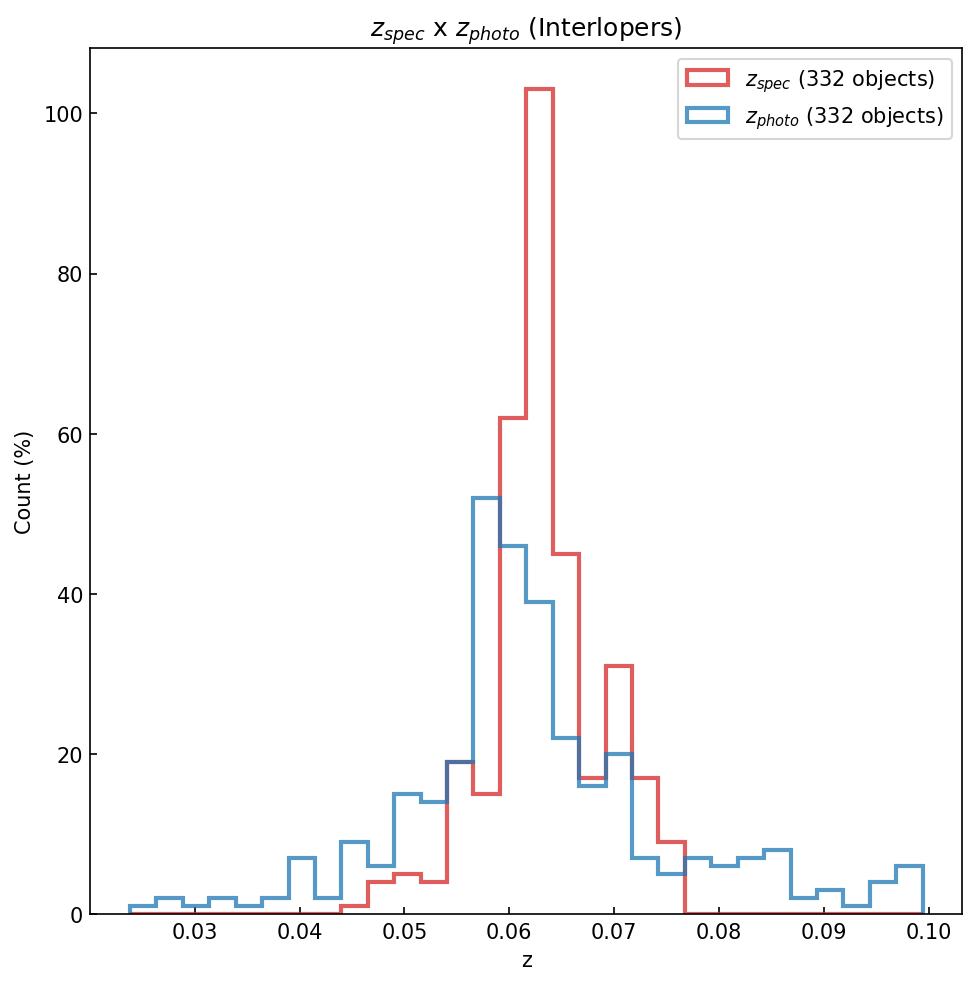 z_spec x z_photo (Interlopers)
z_spec (332 objects)
z_photo (332 objects)
Count (%)
100
80
60
40
20
0
0.03 0.04 0.05 0.06 0.07 0.08 0.09 0.10
z